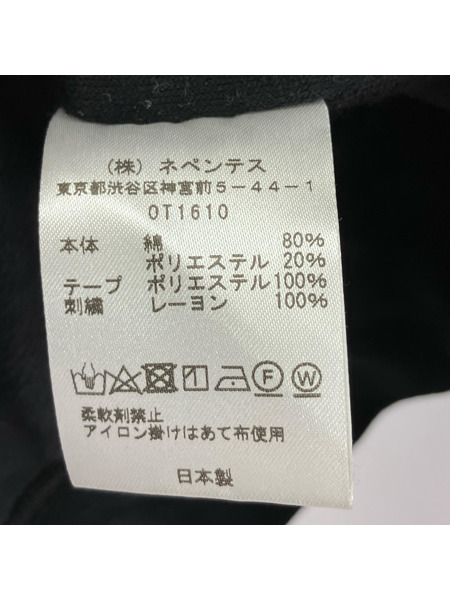 (株) ネペンテス
東京都渋谷区神宮前5-44-1
OT1610
本体 綿 80%
ポリエステル 20%
テープ ポリエステル 100%
刺繍 レーヨン 100%
F W
柔軟剤禁止
アイロン掛けはあて布使用
日本製